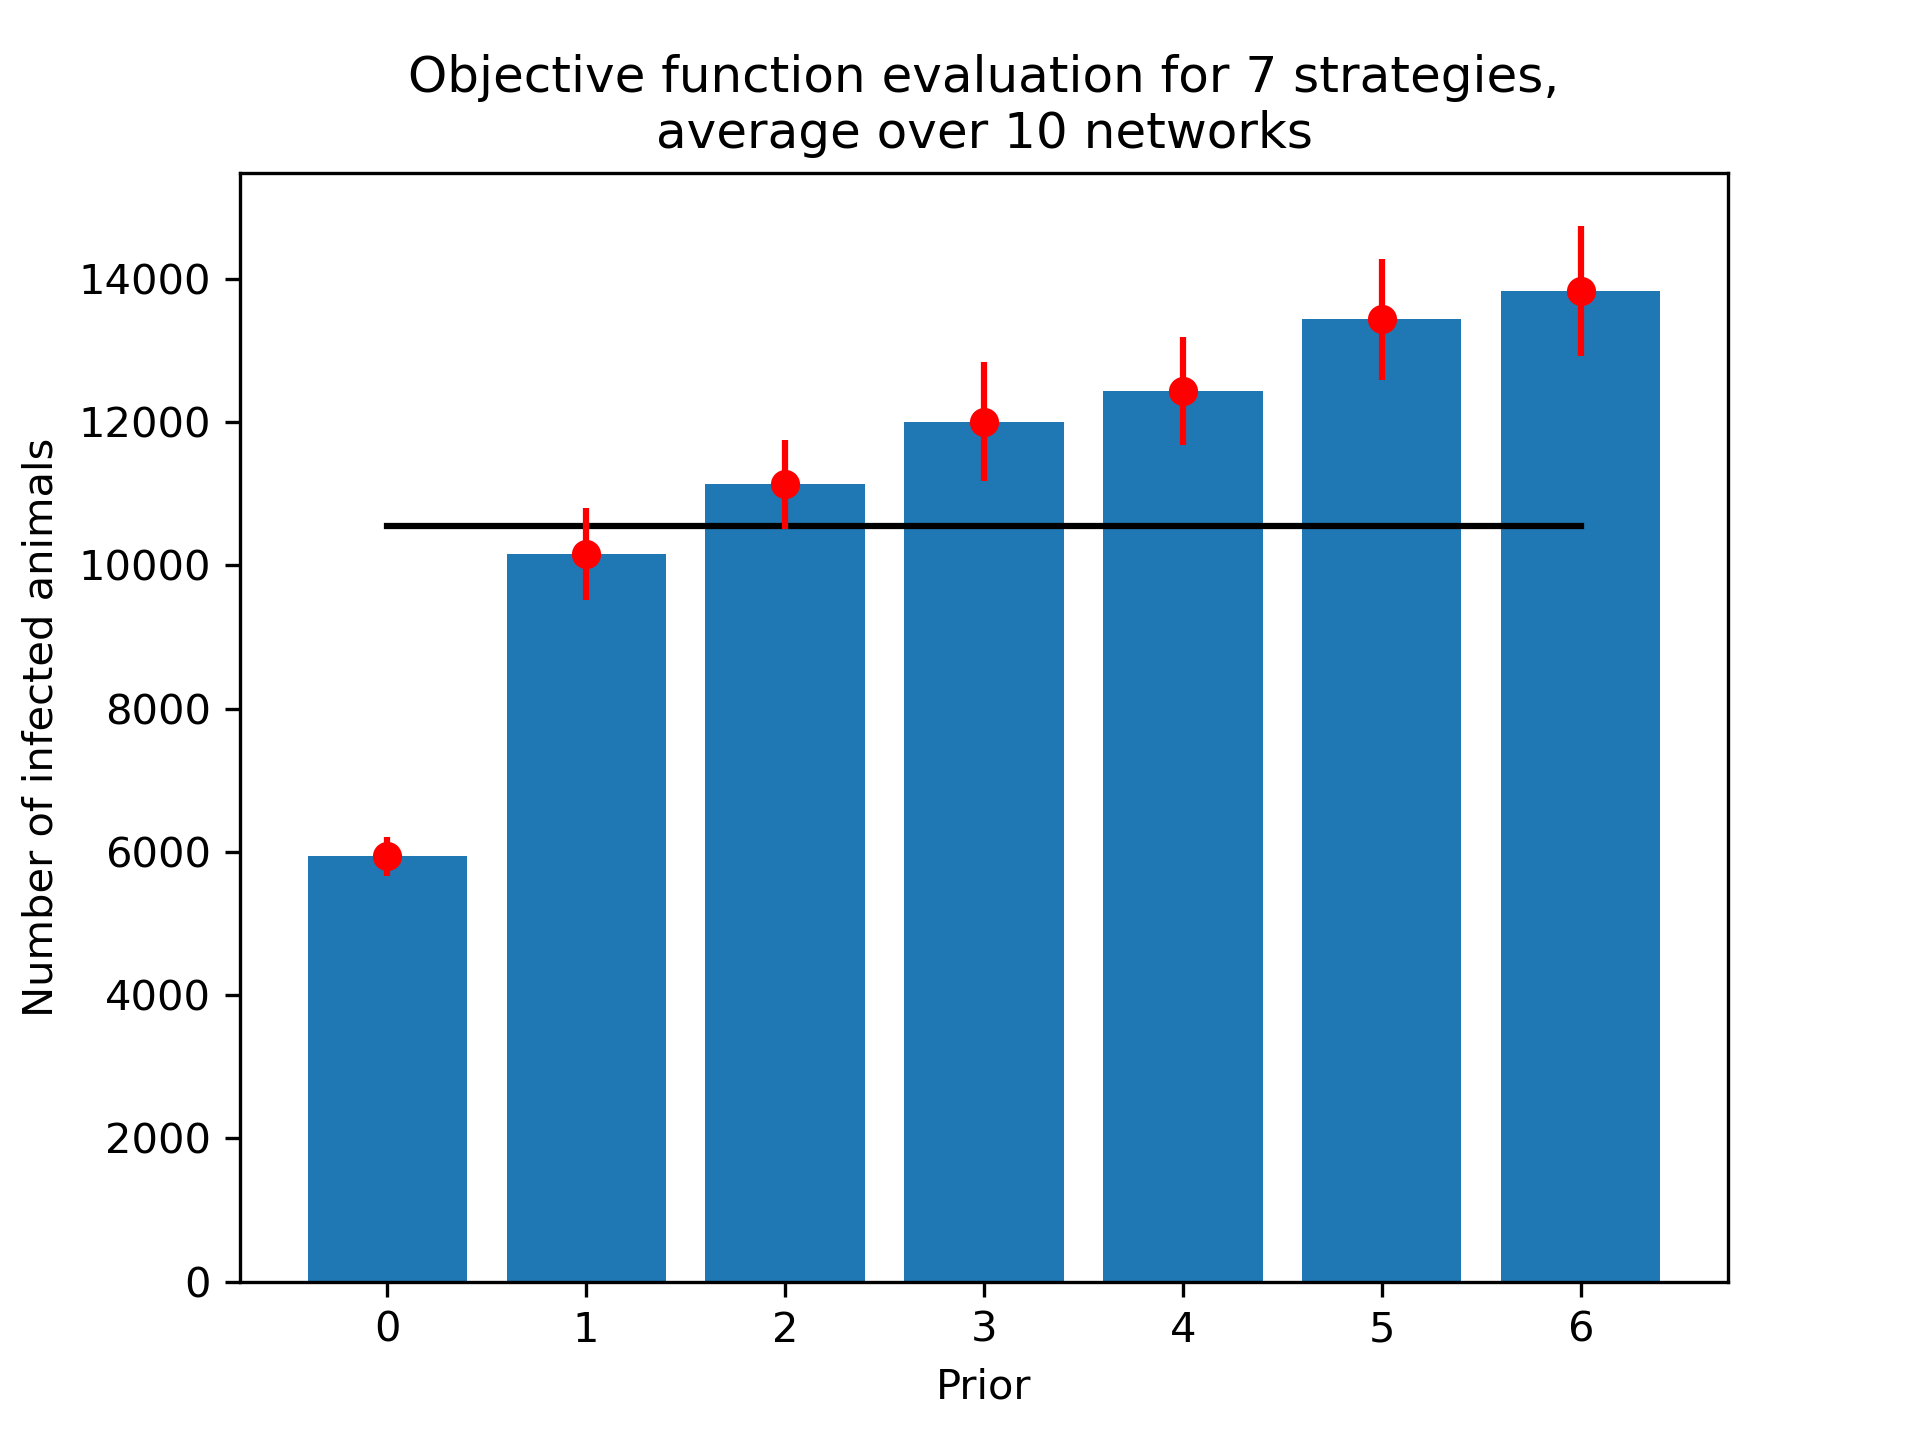 Objective function evaluation for 7 strategies,
average over 10 networks
Number of infected animals
14000
12000
10000
8000
6000
4000
2000
0
0 1 2 3 4 5 6
Prior